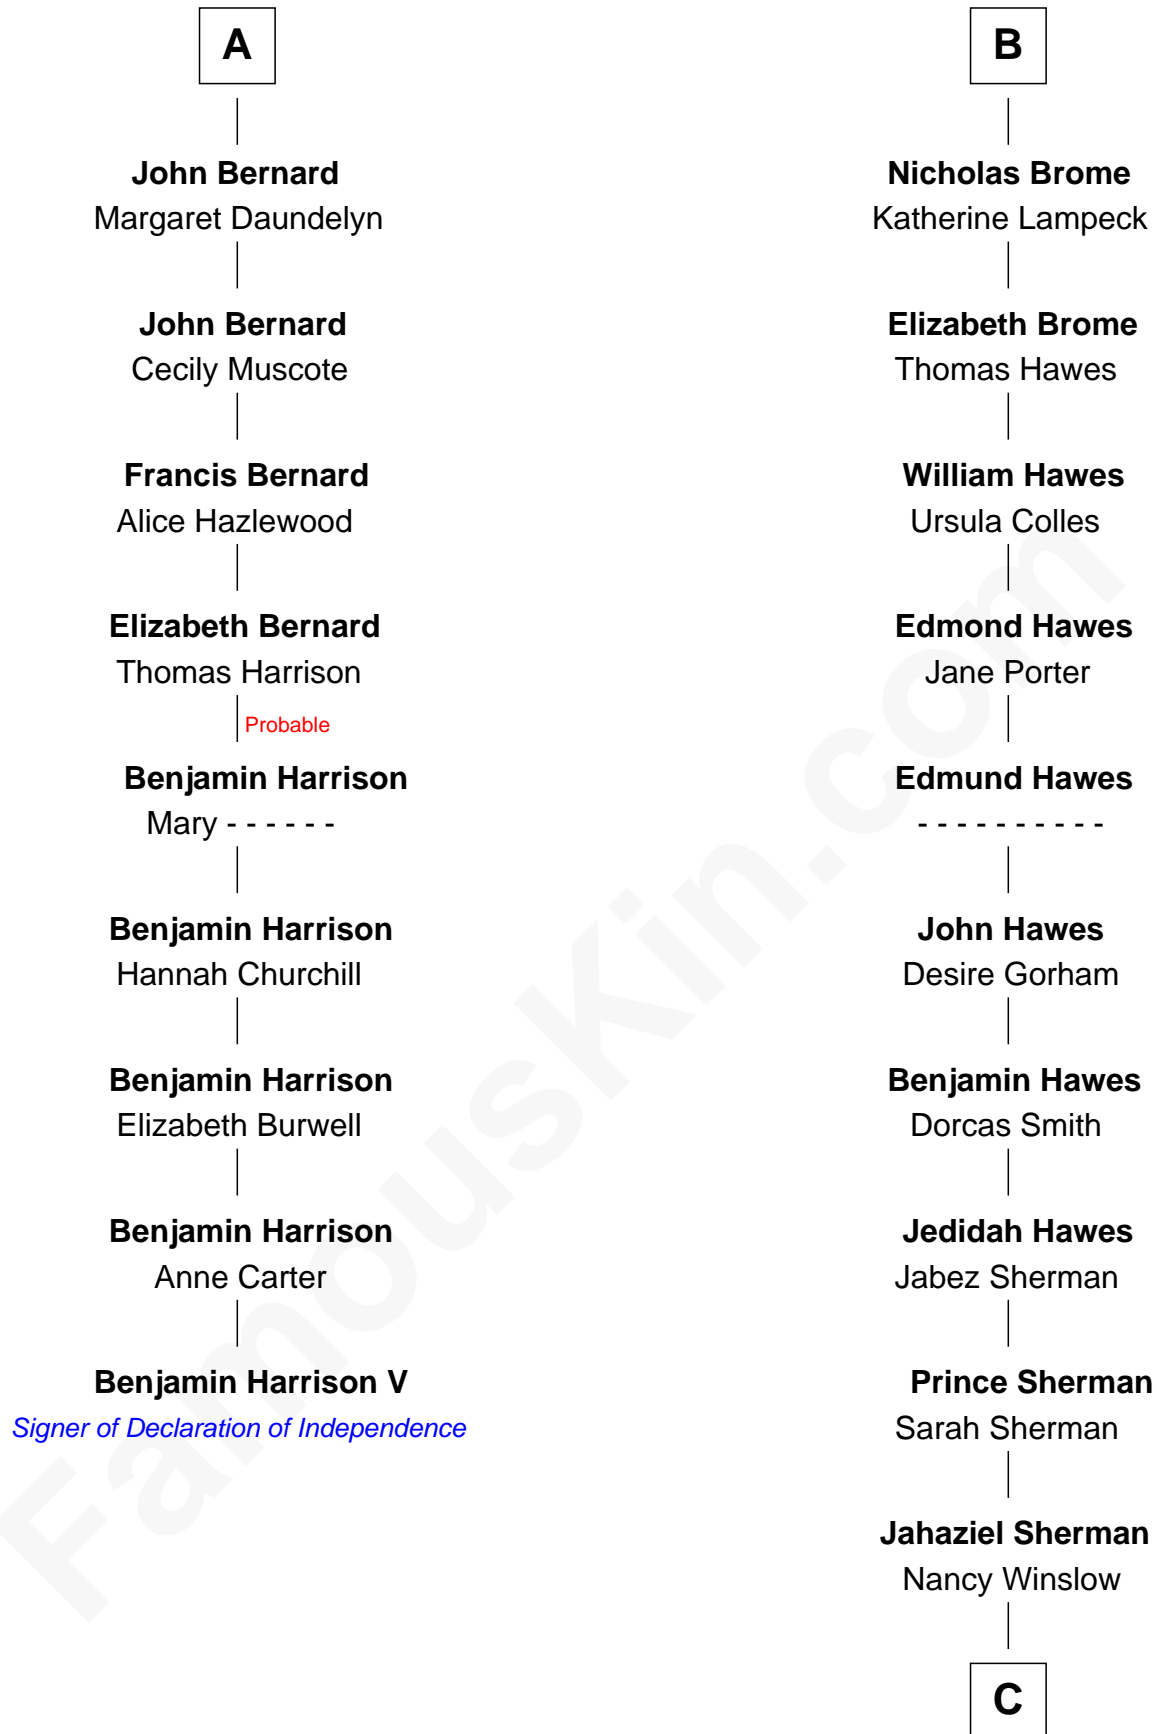 A
John Bernard
Margaret Daundelyn
John Bernard
Cecily Muscote
Francis Bernard
Alice Hazlewood
Elizabeth Bernard
Thomas Harrison
Probable
Benjamin Harrison
Mary - - - - - -
Benjamin Harrison
Hannah Churchill
Benjamin Harrison
Elizabeth Burwell
Benjamin Harrison
Anne Carter
Benjamin Harrison V
Signer of Declaration of Independence
B
Nicholas Brome
Katherine Lampeck
Elizabeth Brome
Thomas Hawes
William Hawes
Ursula Colles
Edmond Hawes
Jane Porter
Edmund Hawes
- - - - - - - - - -
John Hawes
Desire Gorham
Benjamin Hawes
Dorcas Smith
Jedidah Hawes
Jabez Sherman
Prince Sherman
Sarah Sherman
Jahaziel Sherman
Nancy Winslow
C
FamousKin.com